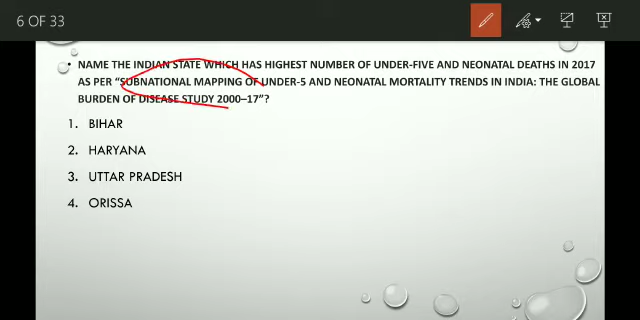 6 OF 33
• NAME THE INDIAN STATE WHICH HAS HIGHEST NUMBER OF UNDER-FIVE AND NEONATAL DEATHS IN 2017
AS PER “SUBNATIONAL MAPPING OF UNDER-5 AND NEONATAL MORTALITY TRENDS IN INDIA: THE GLOBAL
BURDEN OF DISEASE STUDY 2000–17”?
1. BIHAR
2. HARYANA
3. UTTAR PRADESH
4. ORISSA